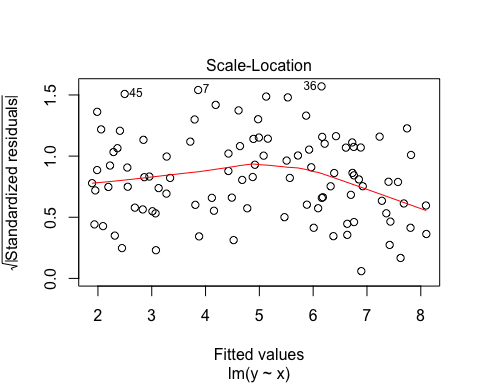 Scale-Location
√|Standardized residuals|
1.5
1.0
0.5
0.0
45
7
36
2 3 4 5 6 7 8
Fitted values
lm(y ~ x)